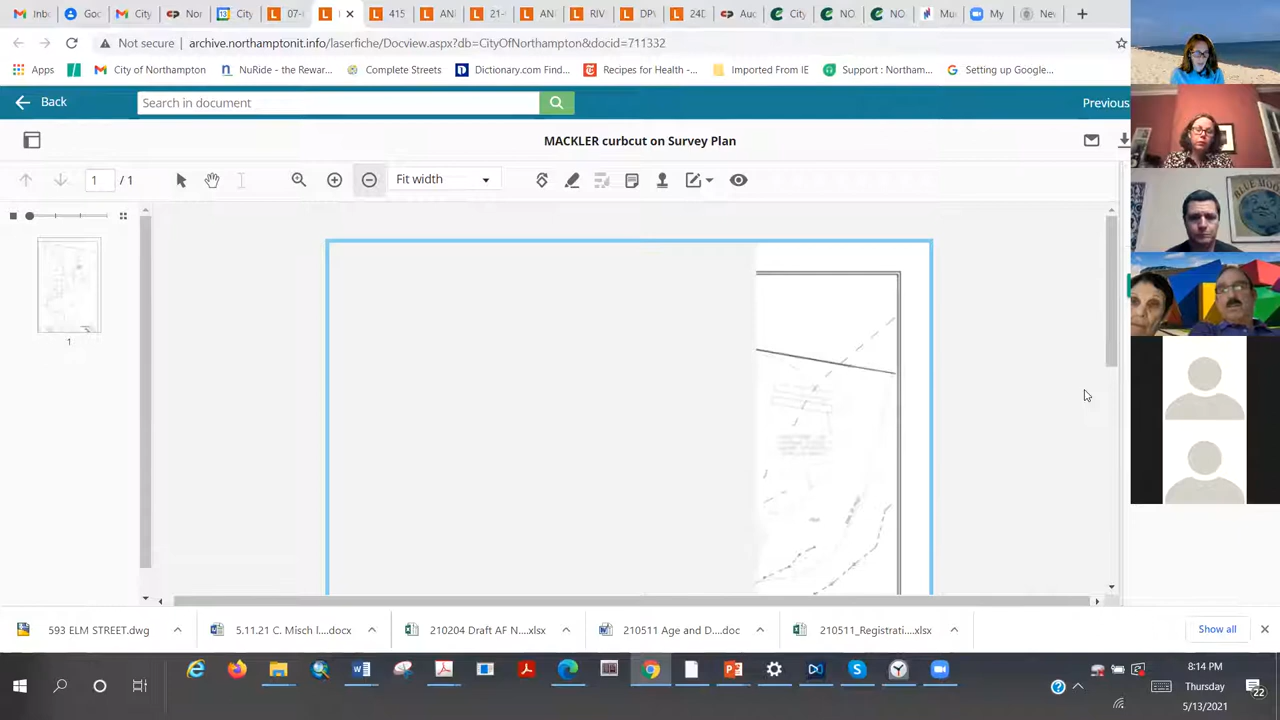 Inb
Goo
City
Nor
City
07-
415
AN
21-
AN
RIV
DP
24D
Aud
City
NO
NO
Mu
My
Nev
Not secure
archive.northamptonit.info/laserfiche/Docview.aspx?db=CityOfNorthampton&docid=711332
Apps
City of Northampton
NuRide - the Rewar...
Complete Streets
Dictionary.com Find...
Recipes for Health -...
Imported From IE
Support : Northam...
Setting up Google...
Back
Search in document
Previous
MACKLER curbcut on Survey Plan
1 / 1
Fit width
1
BLUE MOO
593 ELM STREET.dwg
5.11.21 C. Misch l....docx
210204 Draft AF N....xlsx
210511 Age and D....doc
210511_Registrati....xlsx
Show all
8:14 PM
Thursday
5/13/2021
22